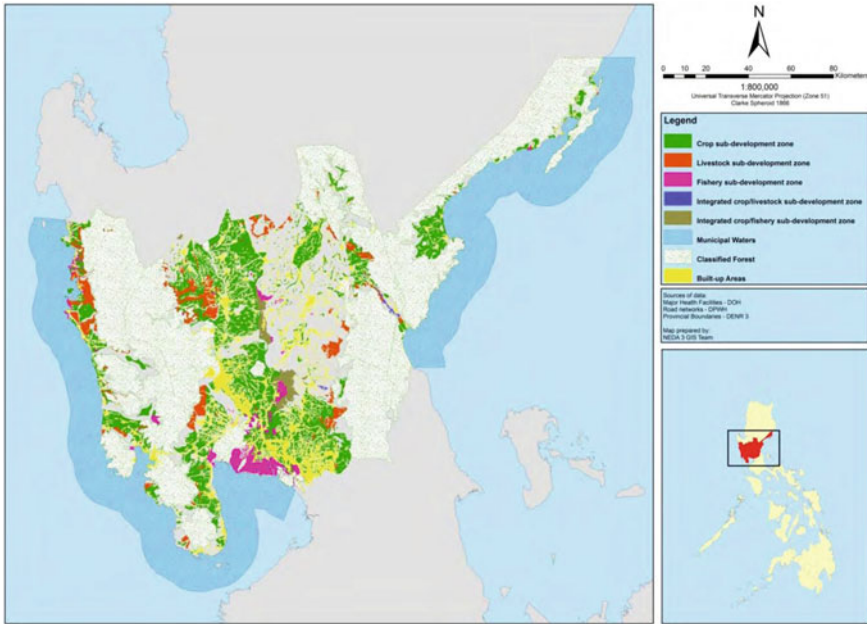 N
0 10 20 40 60 80
Kilometers
1:800,000
Universal Transverse Mercator Projection (Zone 51)
Clarke Spheroid 1866
Legend
Crop sub-development zone
Livestock sub-development zone
Fishery sub-development zone
Integrated crop/livestock sub-development zone
Integrated crop/fishery sub-development zone
Municipal Waters
Classified Forest
Built-up Areas
Sources of data:
Major Health Facilities - DOH
Road networks - DPWH
Provincial Boundaries - DENR 3
Map prepared by:
NEDA 3 GIS Team